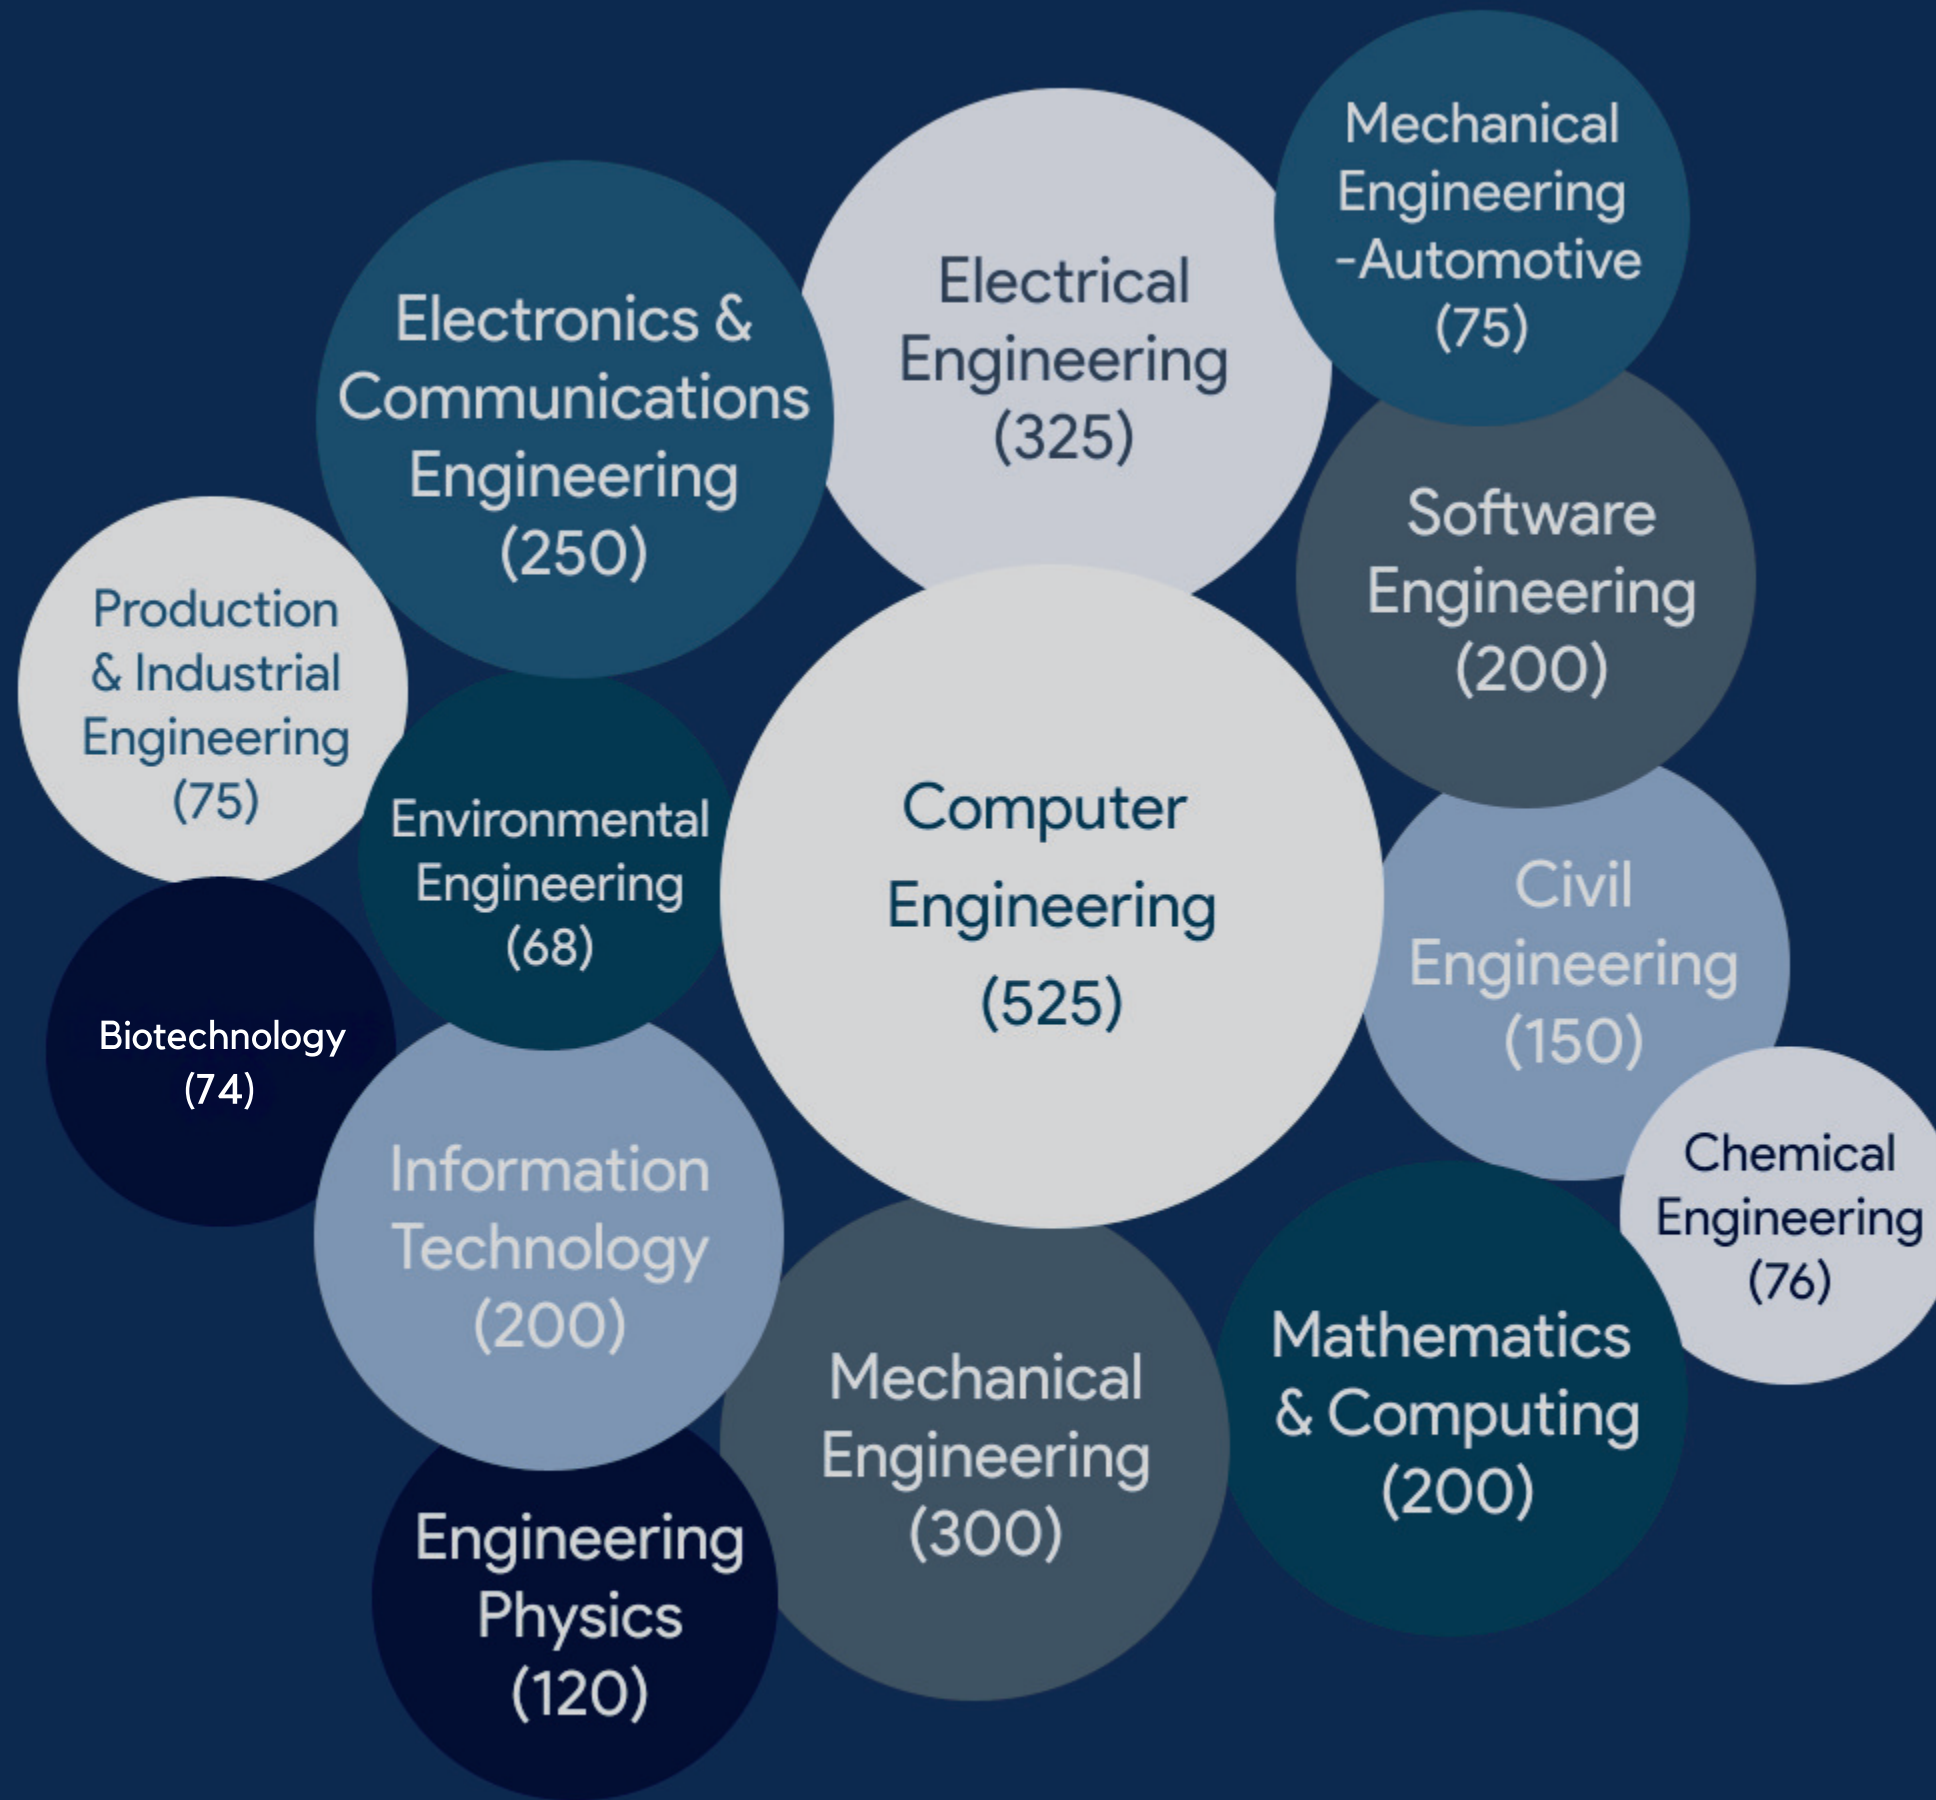 Mechanical
Engineering
-Automotive
(75)
Electrical
Engineering
(325)
Electronics &
Communications
Engineering
(250)
Software
Engineering
(200)
Production
& Industrial
Engineering
(75)
Environmental
Engineering
(68)
Computer
Engineering
(525)
Civil
Engineering
(150)
Biotechnology
(74)
Information
Technology
(200)
Chemical
Engineering
(76)
Mechanical
Engineering
(300)
Mathematics
& Computing
(200)
Engineering
Physics
(120)